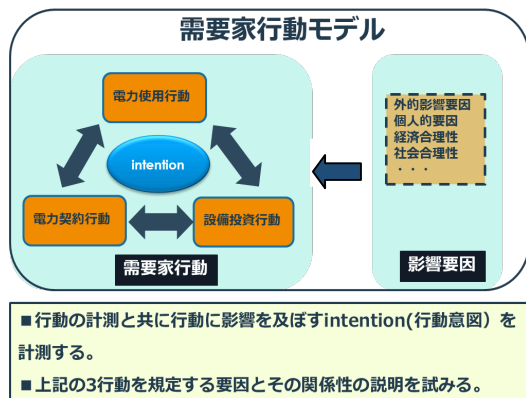 需要家行動モデル
電力使用行動
intention
電力契約行動
設備投資行動
需要家行動
外的影響要因
個人的要因
経済合理性
社会合理性
・・・
影響要因
■行動の計測と共に行動に影響を及ぼすintention(行動意図）を
計測する。
■上記の3行動を規定する要因とその関係性の説明を試みる。